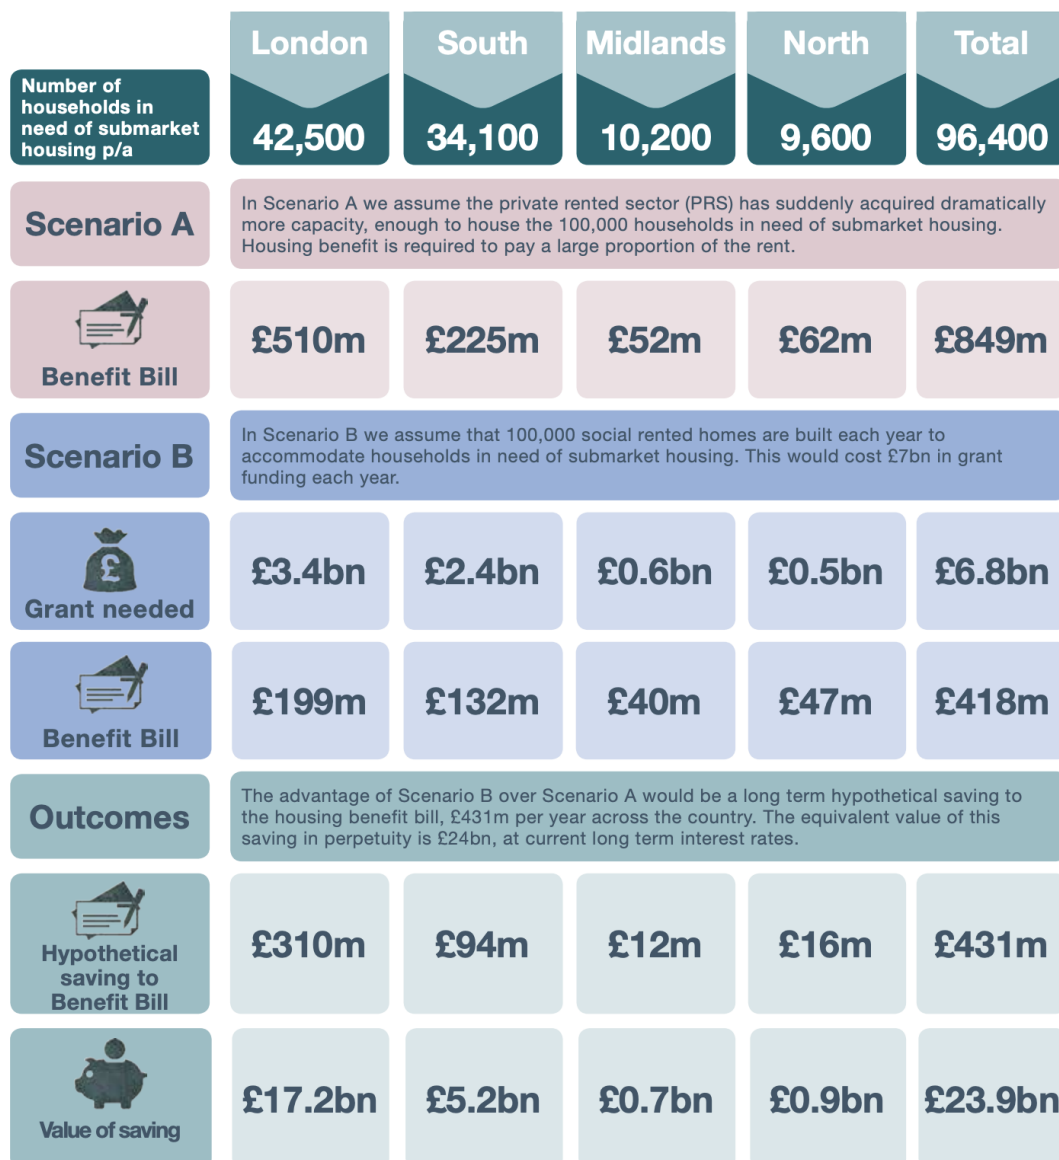 London South Midlands North Total
Number of
households in
need of submarket
housing p/a
42,500 34,100 10,200 9,600 96,400
Scenario A
In Scenario A we assume the private rented sector (PRS) has suddenly acquired dramatically
more capacity, enough to house the 100,000 households in need of submarket housing.
Housing benefit is required to pay a large proportion of the rent.
Benefit Bill
£510m £225m £52m £62m £849m
Scenario B
In Scenario B we assume that 100,000 social rented homes are built each year to
accommodate households in need of submarket housing. This would cost £7bn in grant
funding each year.
£
Grant needed
£3.4bn £2.4bn £0.6bn £0.5bn £6.8bn
Benefit Bill
£199m £132m £40m £47m £418m
Outcomes
The advantage of Scenario B over Scenario A would be a long term hypothetical saving to
the housing benefit bill, £431m per year across the country. The equivalent value of this
saving in perpetuity is £24bn, at current long term interest rates.
Hypothetical
saving to
Benefit Bill
£310m £94m £12m £16m £431m
Value of saving
£17.2bn £5.2bn £0.7bn £0.9bn £23.9bn